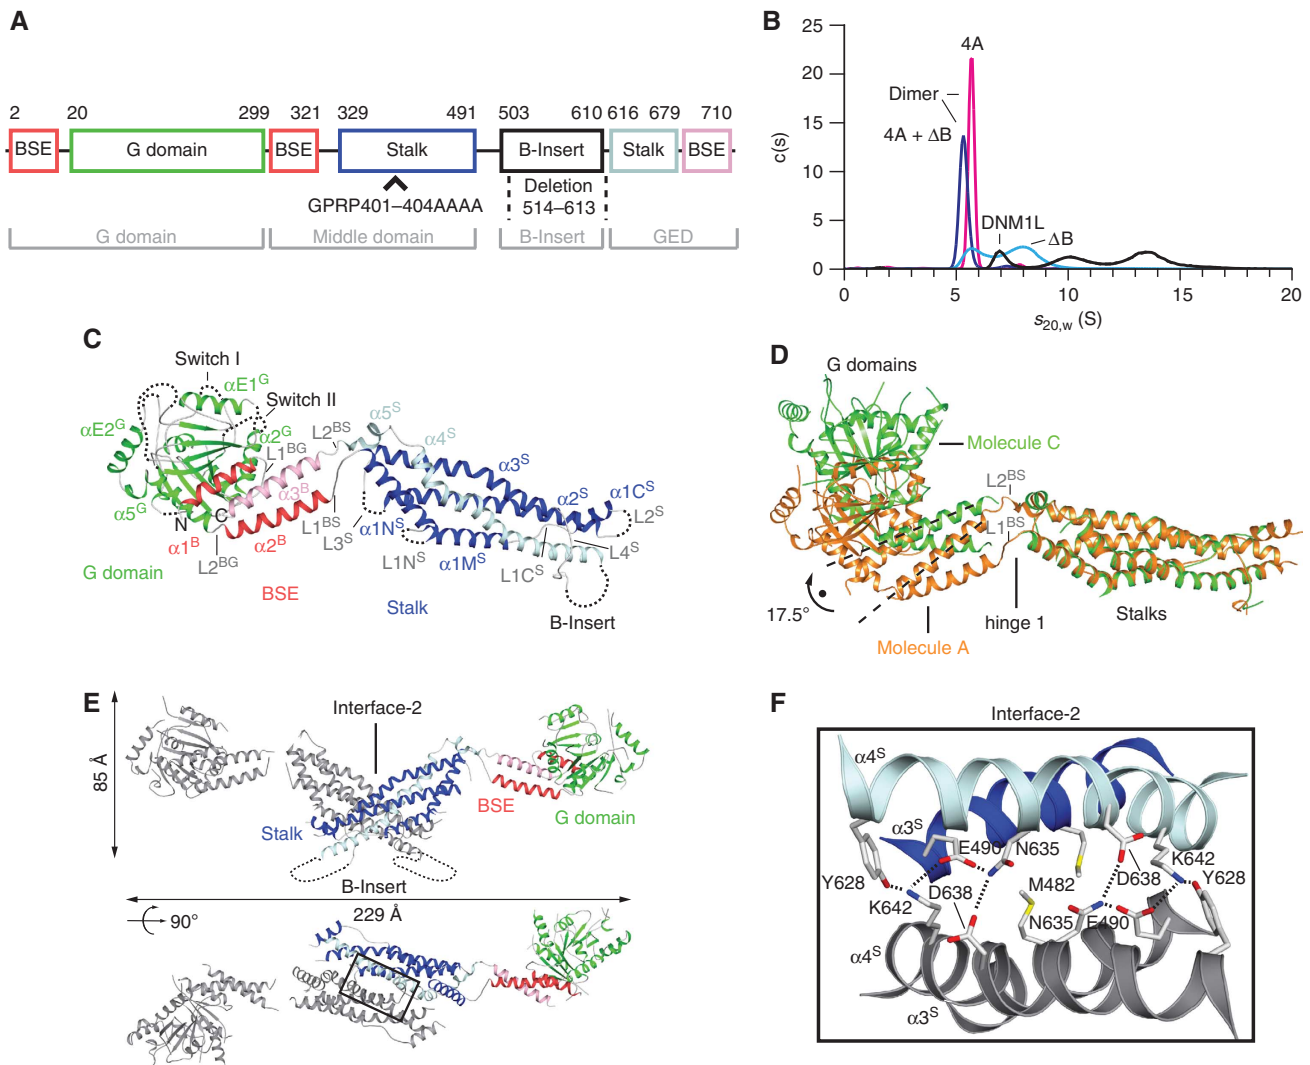 A
2 20 299 321 329 491 503 610 616 679 710
BSE G domain BSE Stalk B-Insert Stalk BSE
GPRP401–404AAAA
Deletion
514–613
G domain Middle domain B-Insert GED
B
25
20
15
10
5
0
c(s)
4A
Dimer
4A + ΔB
DNM1L
ΔB
0 5 10 15 20
s20,w (S)
C
Switch I
αE1G
Switch II
αE2G
α2G
L1BG
L2BS
α5S
α4S
α3S
α5G
N
C
α3B
α1B
α2B
L2BG
L1BS
L3S
α1NS
L1NS
α1MS
α2S
α1CS
L2S
L4S
L1CS
G domain
BSE
Stalk
B-Insert
D
G domains
Molecule C
L2BS
L1BS
17.5°
hinge 1
Stalks
Molecule A
E
85 Å
Interface-2
Stalk
BSE
G domain
B-Insert
229 Å
90°
F
Interface-2
α4S
α3S
E490
N635
K642
Y628
Y628
D638
M482
D638
K642
N635
E490
α4S
α3S